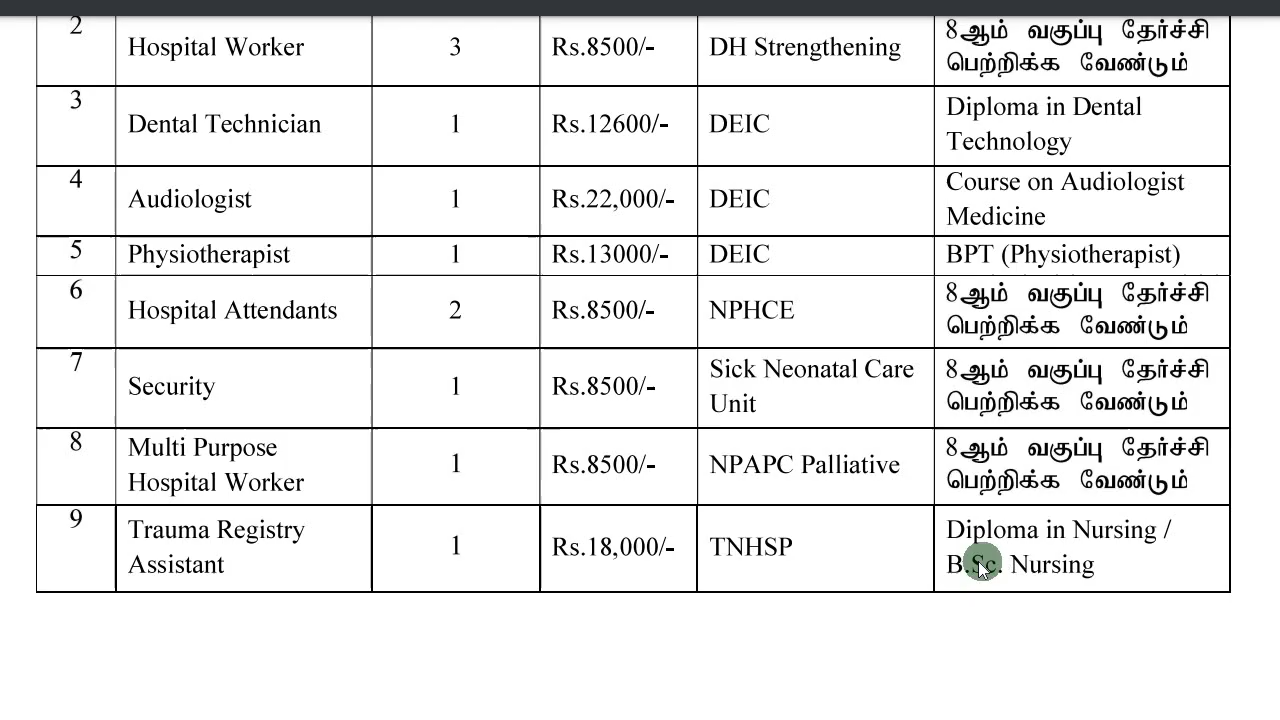 2
Hospital Worker
3
Rs.8500/-
DH Strengthening
8ஆம் வகுப்பு தேர்ச்சி
பெற்றிக்க வேண்டும்
3
Dental Technician
1
Rs.12600/-
DEIC
Diploma in Dental
Technology
4
Audiologist
1
Rs.22,000/-
DEIC
Course on Audiologist
Medicine
5
Physiotherapist
1
Rs.13000/-
DEIC
BPT (Physiotherapist)
6
Hospital Attendants
2
Rs.8500/-
NPHCE
8ஆம் வகுப்பு தேர்ச்சி
பெற்றிக்க வேண்டும்
7
Security
1
Rs.8500/-
Sick Neonatal Care
Unit
8ஆம் வகுப்பு தேர்ச்சி
பெற்றிக்க வேண்டும்
8
Multi Purpose
Hospital Worker
1
Rs.8500/-
NPAPC Palliative
8ஆம் வகுப்பு தேர்ச்சி
பெற்றிக்க வேண்டும்
9
Trauma Registry
Assistant
1
Rs.18,000/-
TNHSP
Diploma in Nursing /
B.Sc. Nursing